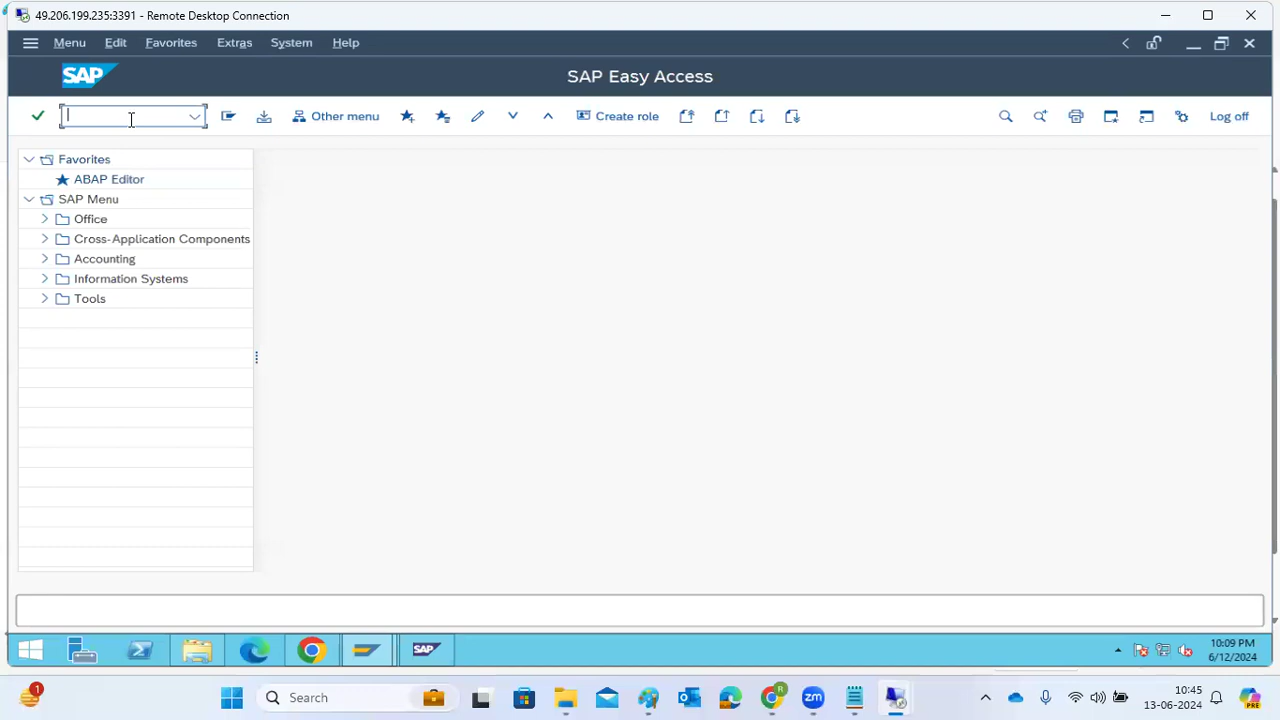 49.206.199.235:3391 - Remote Desktop Connection
Menu Edit Favorites Extras System Help
SAP SAP Easy Access
Other menu Create role Log off
Favorites
ABAP Editor
SAP Menu
Office
Cross-Application Components
Accounting
Information Systems
Tools
SAP
10:09 PM
6/12/2024
1 Search R PRE
10:45
13-06-2024